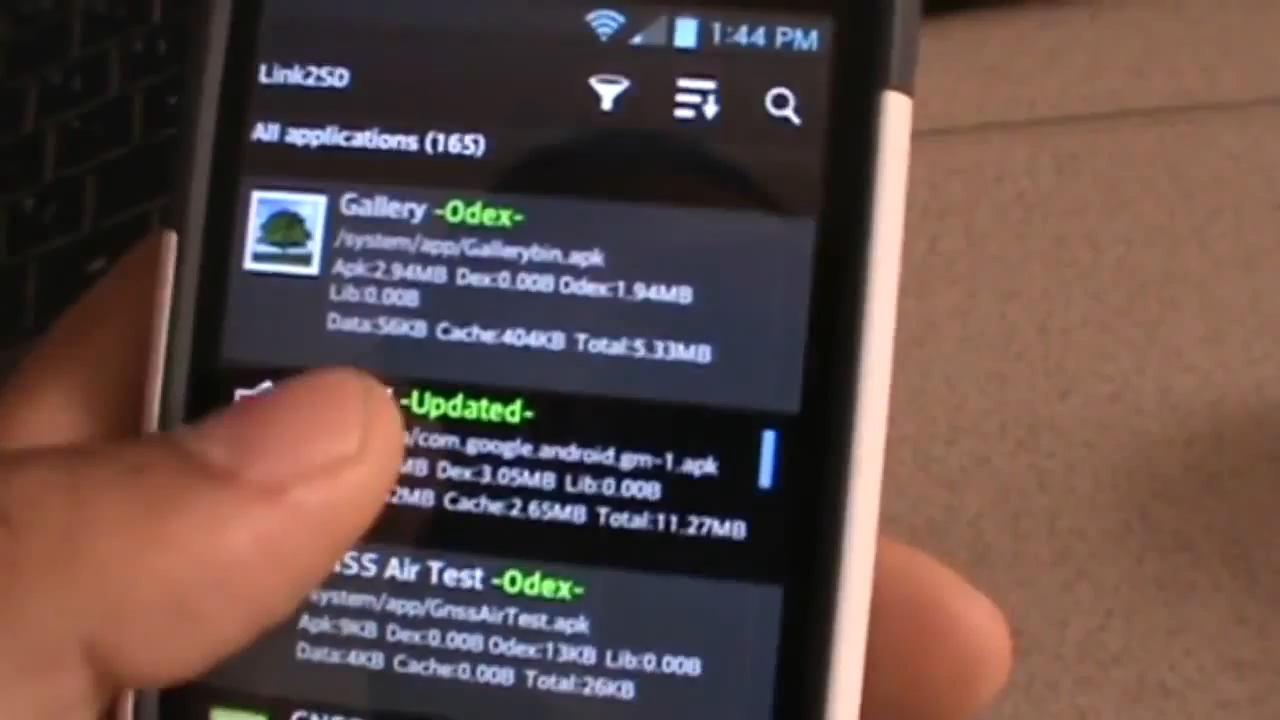 1:44 PM
Link2SD
All applications (165)
Gallery -Odex-
/system/app/Gallerybin.apk
Apk:2.94MB Dex:0.00B Odex:1.94MB
Lib:0.00B
Data:56KB Cache:404KB Total:5.33MB
-Updated-
/com.google.android.gm-1.apk
MB Dex:3.05MB Lib:0.00B
2MB Cache:2.65MB Total:11.27MB
SS Air Test -Odex-
system/app/GnssAirTest.apk
Apk:9KB Dex:0.00B Odex:13KB Lib:0.00B
Data:4KB Cache:0.00B Total:26KB